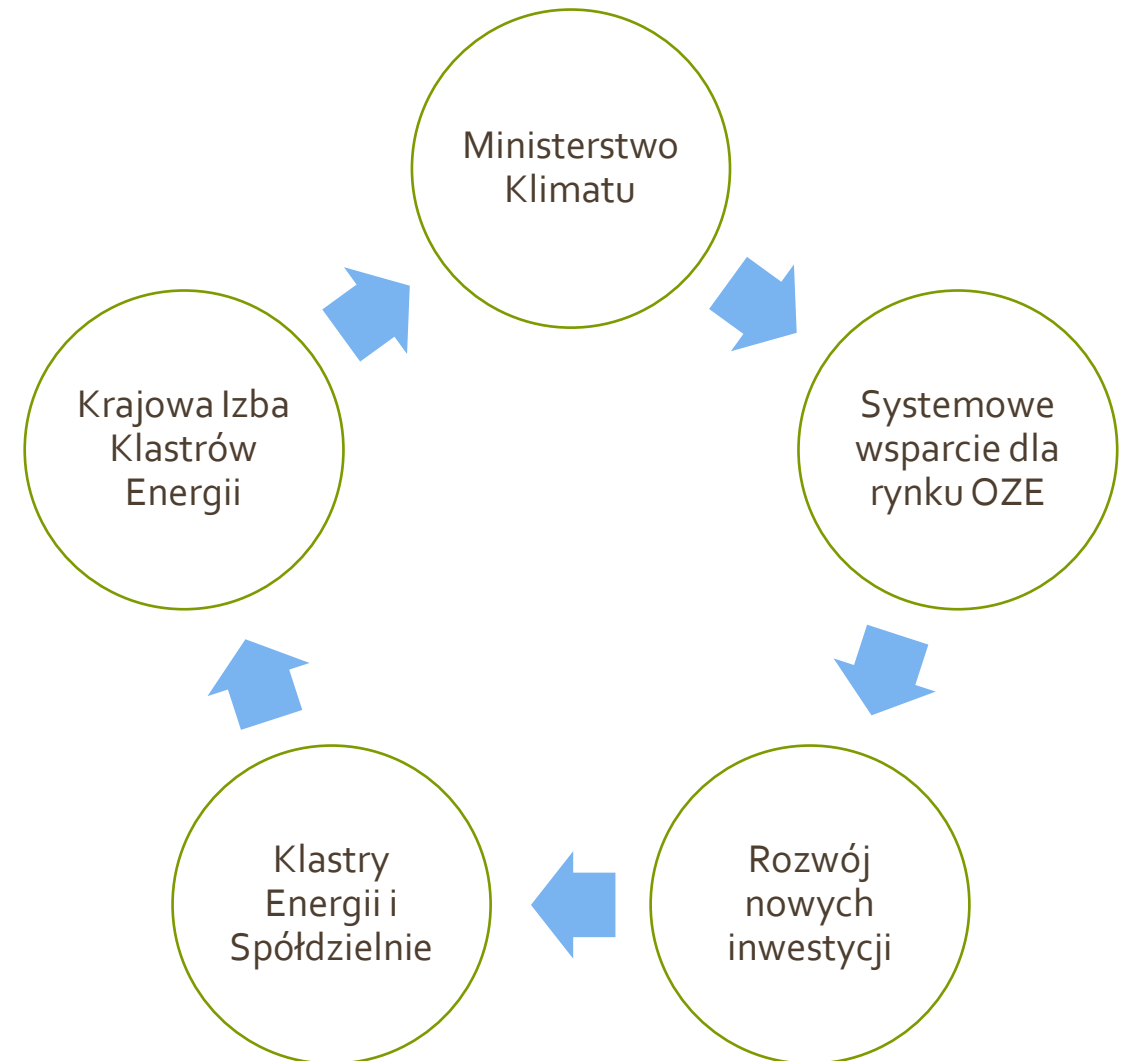 Ministerstwo
Klimatu
Systemowe
wsparcie dla
rynku OZE
Rozwój
nowych
inwestycji
Klastry
Energii i
Spółdzielnie
Krajowa Izba
Klastrów
Energii